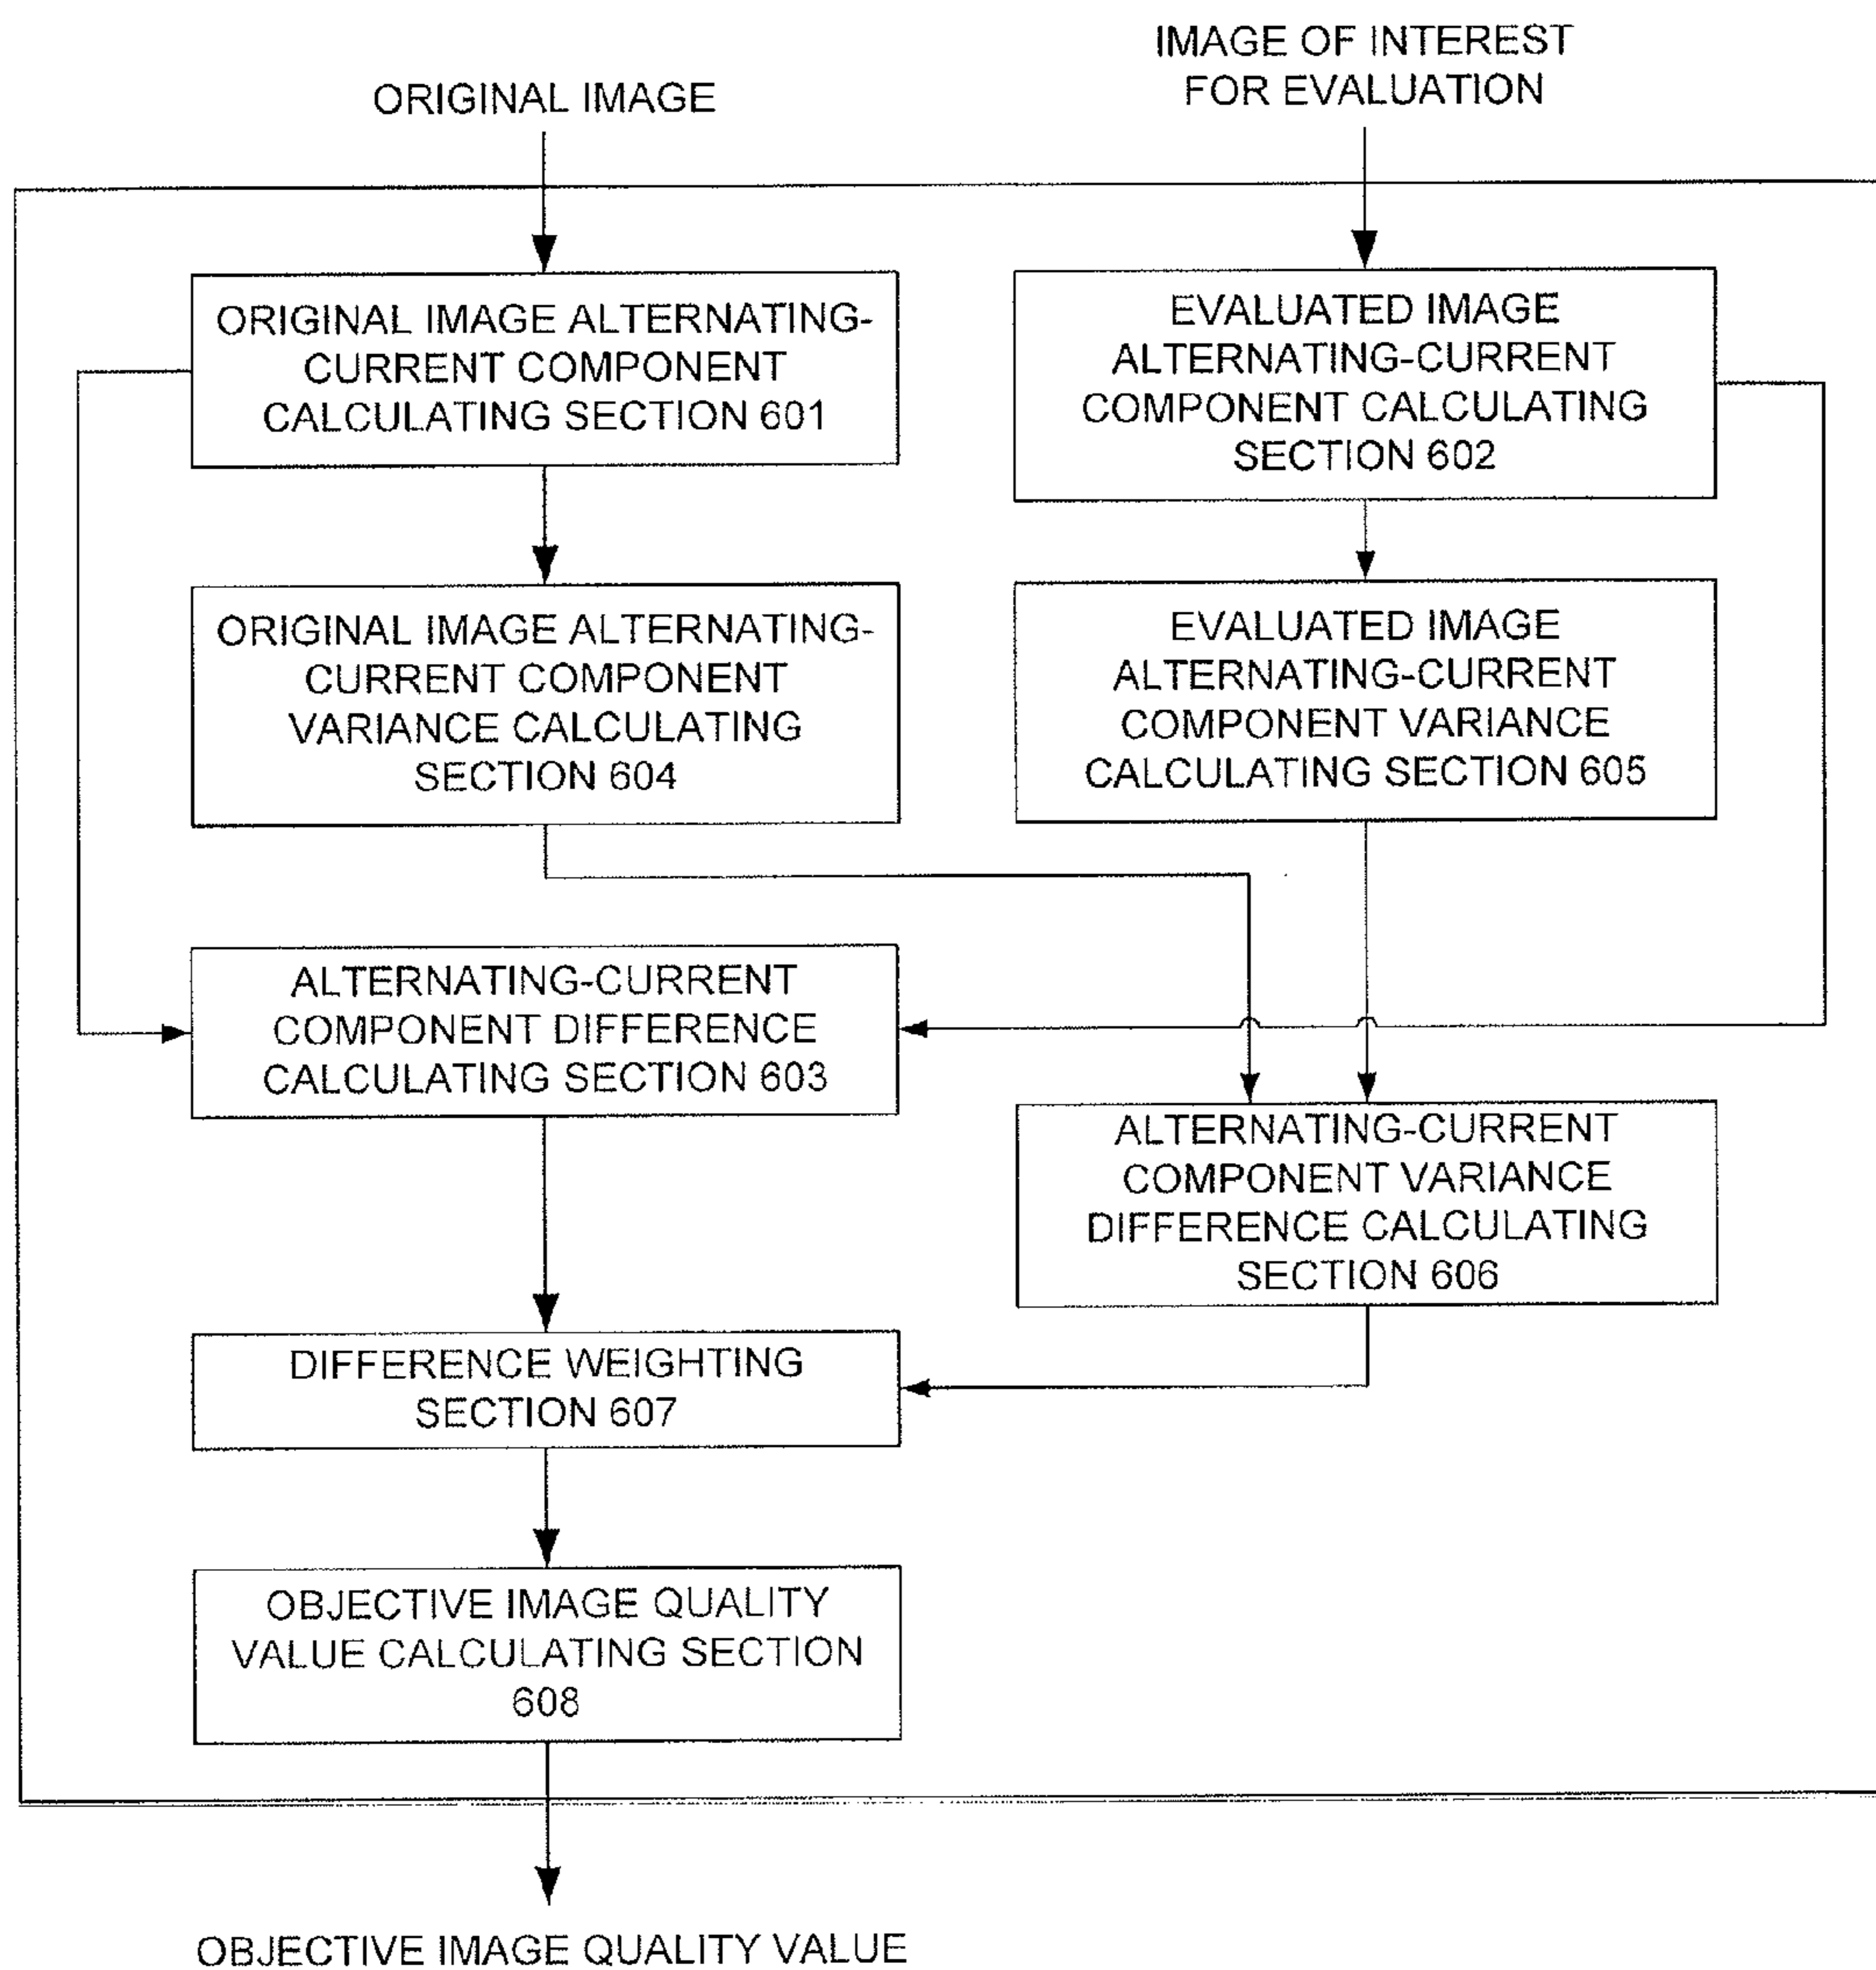 IMAGE OF INTEREST
FOR EVALUATION
ORIGINAL IMAGE
ORIGINAL IMAGE ALTERNATING-
CURRENT COMPONENT
CALCULATING SECTION 601
EVALUATED IMAGE
ALTERNATING-CURRENT
COMPONENT CALCULATING
SECTION 602
ORIGINAL IMAGE ALTERNATING-
CURRENT COMPONENT
VARIANCE CALCULATING
SECTION 604
EVALUATED IMAGE
ALTERNATING-CURRENT
COMPONENT VARIANCE
CALCULATING SECTION 605
ALTERNATING-CURRENT
COMPONENT DIFFERENCE
CALCULATING SECTION 603
ALTERNATING-CURRENT
COMPONENT VARIANCE
DIFFERENCE CALCULATING
SECTION 606
DIFFERENCE WEIGHTING
SECTION 607
OBJECTIVE IMAGE QUALITY
VALUE CALCULATING SECTION
608
OBJECTIVE IMAGE QUALITY VALUE